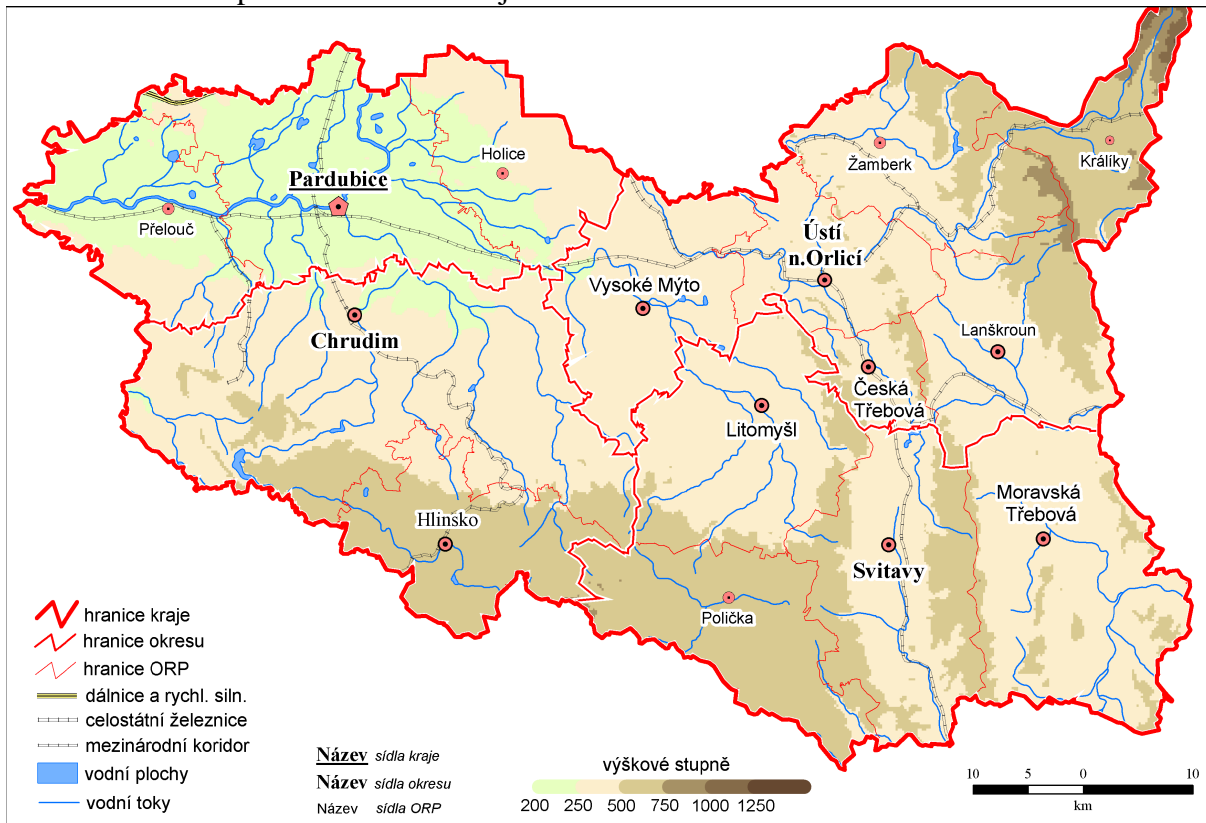 Holice
Žamberk
Králíky
Pardubice
Přelouč
Ústí
n.Orlicí
Vysoké Mýto
Chrudim
Lanškroun
Česká
Třebová
Litomyšl
Moravská
Třebová
Hlinsko
Svitavy
Polička
hranice kraje
hranice okresu
hranice ORP
dálnice a rychl. siln.
celostátní železnice
mezinárodní koridor
vodní plochy
vodní toky
Název sídla kraje
Název sídla okresu
Název sídla ORP
výškové stupně
200 250 500 750 1000 1250
10 5 0 10
km